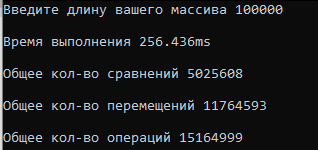 Введите длину вашего массива 100000
Время выполнения 256.436ms
Общее кол-во сравнений 5025608
Общее кол-во перемещений 11764593
Общее кол-во операций 15164999